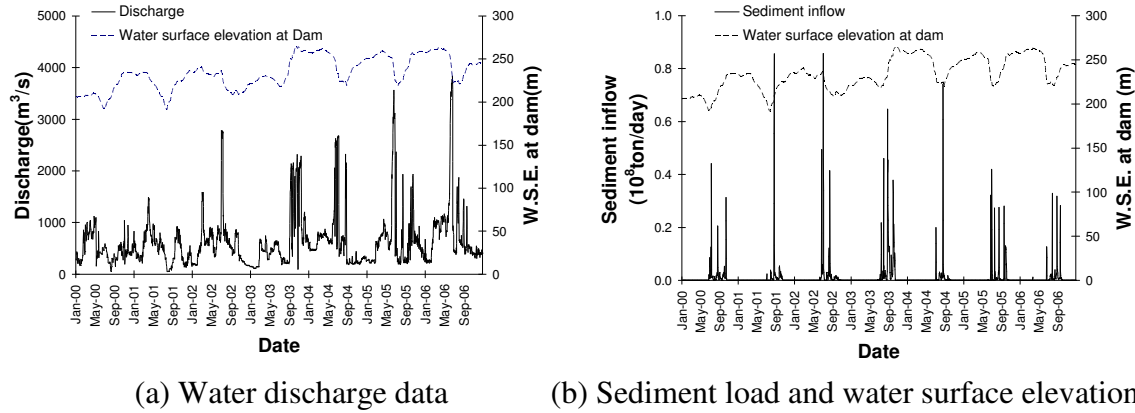 Discharge
Water surface elevation at Dam
5000
4000
3000
2000
1000
0
Discharge(m³/s)
300
250
200
150
100
50
0
W.S.E. at dam(m)
Jan-00
May-00
Sep-00
Jan-01
May-01
Sep-01
Jan-02
May-02
Sep-02
Jan-03
May-03
Sep-03
Jan-04
May-04
Sep-04
Jan-05
May-05
Sep-05
Jan-06
May-06
Sep-06
Date
(a) Water discharge data
Sediment inflow
Water surface elevation at dam
1.0
0.8
0.6
0.4
0.2
0.0
Sediment inflow
(10⁸ton/day)
300
250
200
150
100
50
0
W.S.E. at dam (m)
Jan-00
May-00
Sep-00
Jan-01
May-01
Sep-01
Jan-02
May-02
Sep-02
Jan-03
May-03
Sep-03
Jan-04
May-04
Sep-04
Jan-05
May-05
Sep-05
Jan-06
May-06
Sep-06
Date
(b) Sediment load and water surface elevation